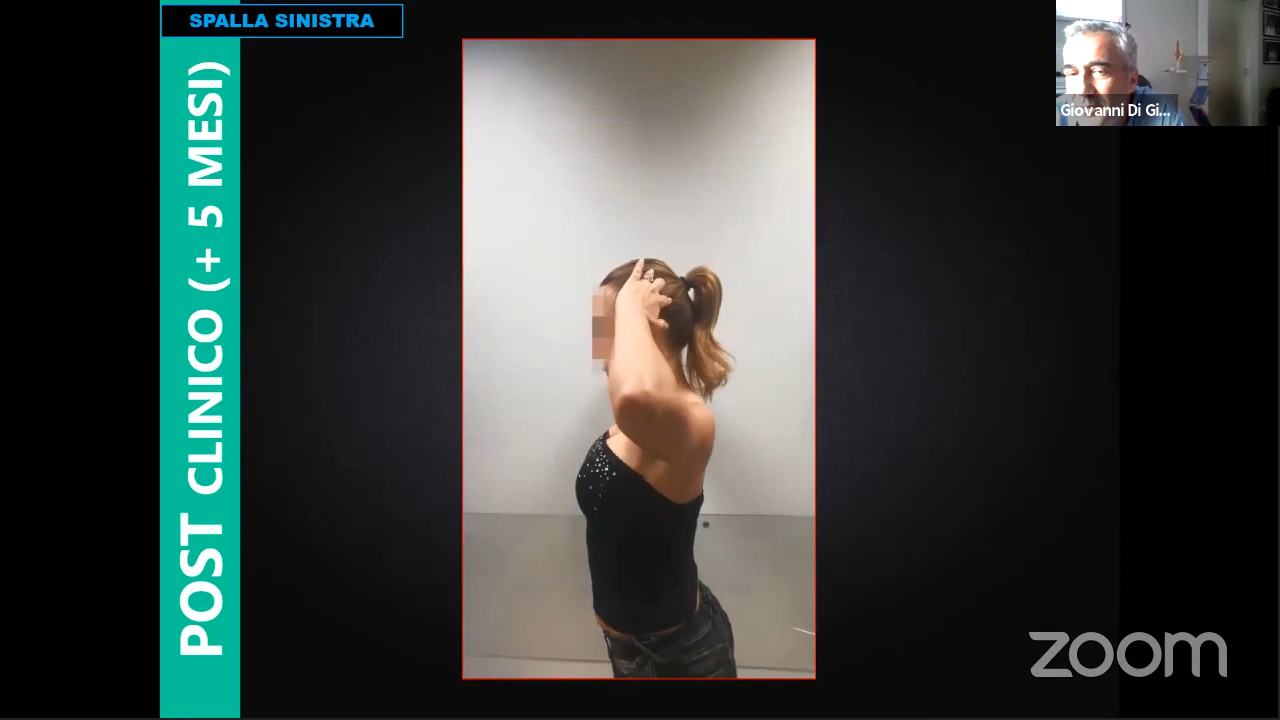 SPALLA SINISTRA
POST CLINICO (+ 5 MESI)
Giovanni Di Gi...
zoom